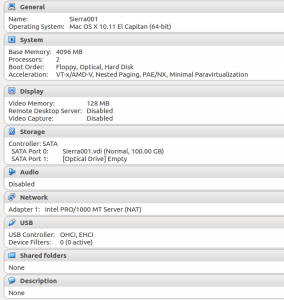 General
Name: Sierra001
Operating System: Mac OS X 10.11 El Capitan (64-bit)
System
Base Memory: 4096 MB
Processors: 2
Boot Order: Floppy, Optical, Hard Disk
Acceleration: VT-x/AMD-V, Nested Paging, PAE/NX, Minimal Paravirtualization
Display
Video Memory: 128 MB
Remote Desktop Server: Disabled
Video Capture: Disabled
Storage
Controller: SATA
SATA Port 0: Sierra001.vdi (Normal, 100.00 GB)
SATA Port 1: [Optical Drive] Empty
Audio
Disabled
Network
Adapter 1: Intel PRO/1000 MT Server (NAT)
USB
USB Controller: OHCI, EHCI
Device Filters: 0 (0 active)
Shared folders
None
Description
None